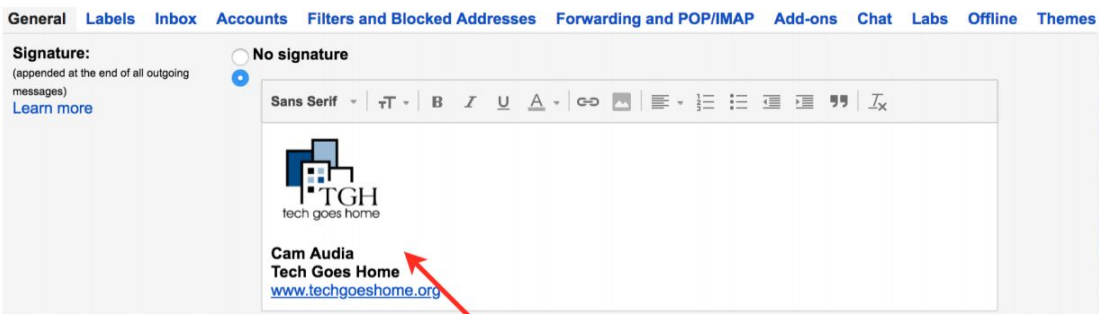 General Labels Inbox Accounts Filters and Blocked Addresses Forwarding and POP/IMAP Add-ons Chat Labs Offline Themes
Signature:
(appended at the end of all outgoing
messages)
Learn more
No signature
Sans Serif
TGH
tech goes home
Cam Audia
Tech Goes Home
www.techgoeshome.org